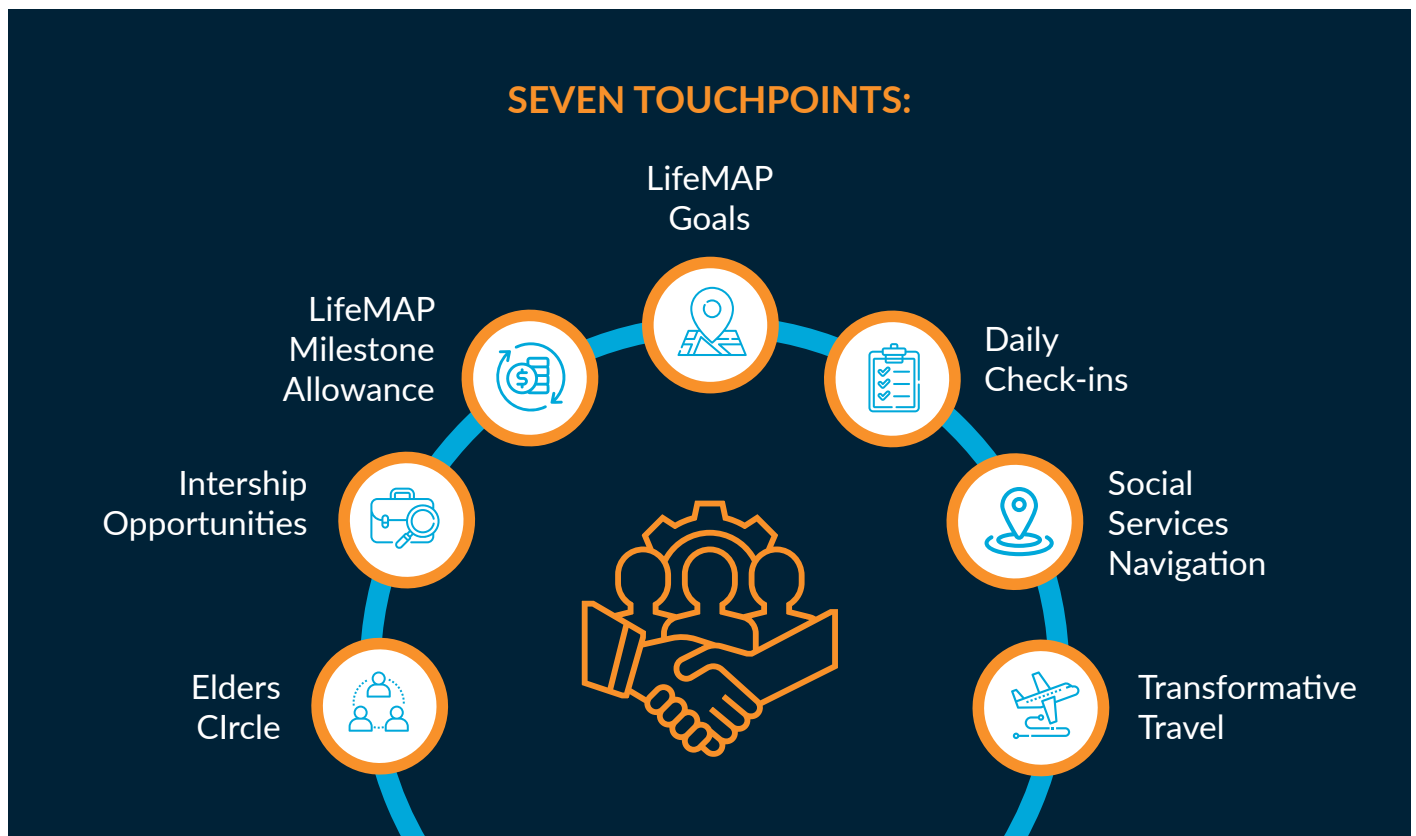 SEVEN TOUCHPOINTS:
LifeMAP
Goals
LifeMAP
Milestone
Allowance
Daily
Check-ins
Intership
Opportunities
Social
Services
Navigation
Elders
CIrcle
Transformative
Travel
$